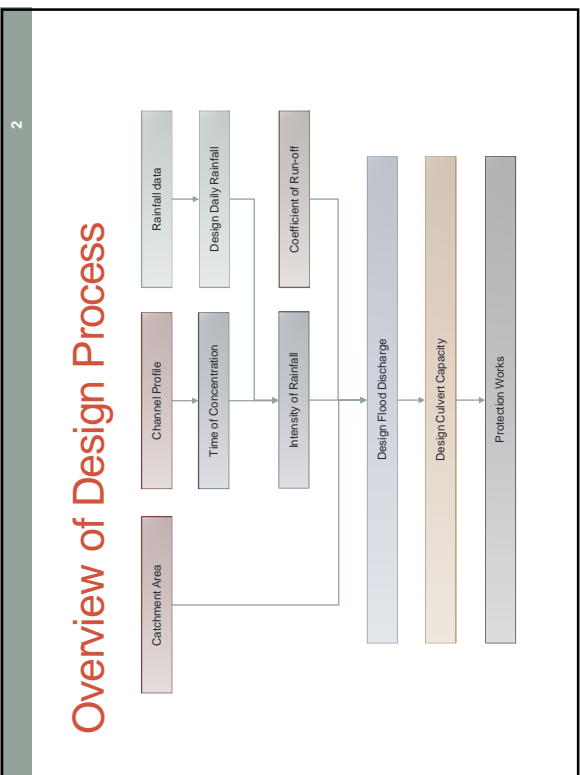 2
Overview of Design Process
Catchment Area
Channel Profile
Rainfall data
Time of Concentration
Design Daily Rainfall
Intensity of Rainfall
Coefficient of Run-off
Design Flood Discharge
Design Culvert Capacity
Protection Works